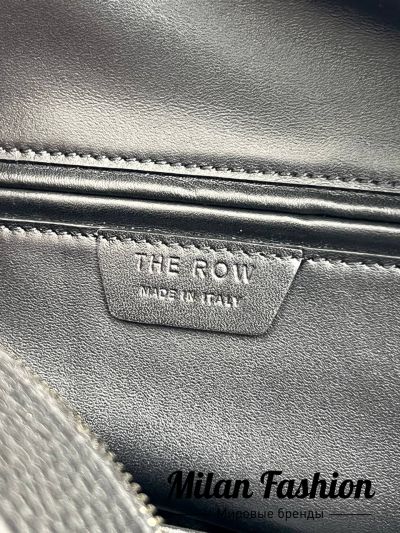 THE ROW
MADE IN ITALY
Milan Fashion
Мировые бренды